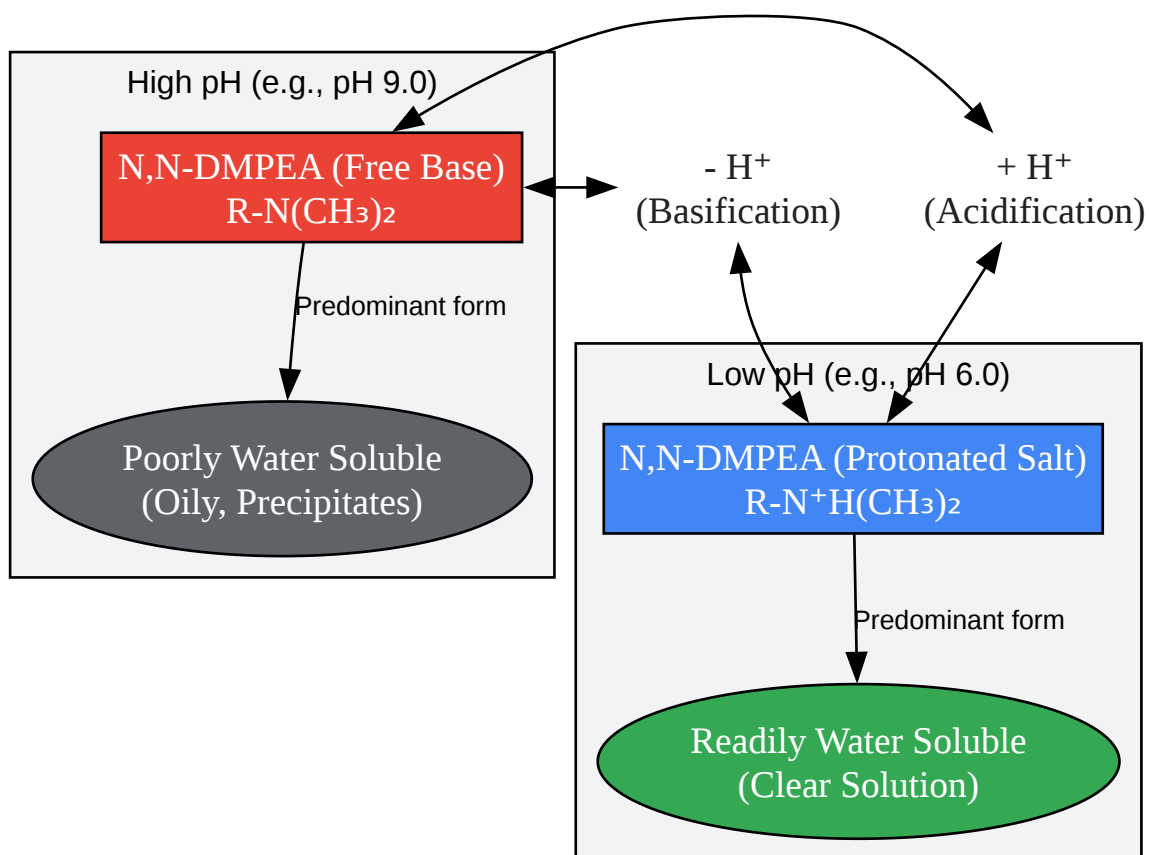 High pH (e.g., pH 9.0)
N,N-DMPEA (Free Base)
R-N(CH₃)₂
Predominant form
Poorly Water Soluble
(Oily, Precipitates)
- H⁺
(Basification)
+ H⁺
(Acidification)
Low pH (e.g., pH 6.0)
N,N-DMPEA (Protonated Salt)
R-N⁺H(CH₃)₂
Predominant form
Readily Water Soluble
(Clear Solution)